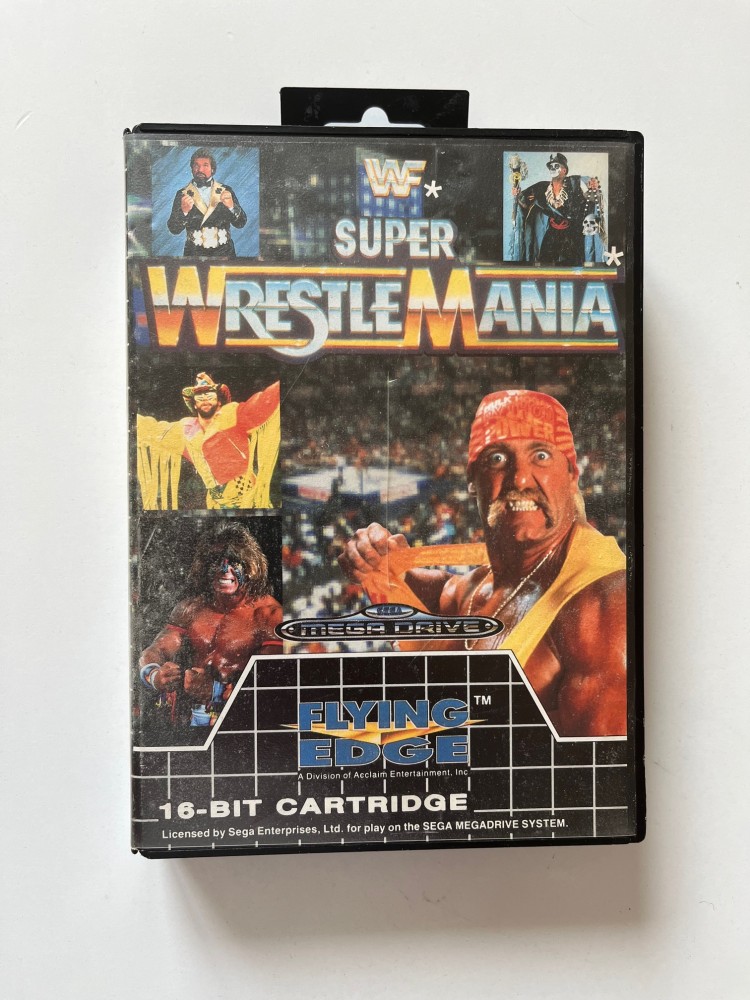 WF *
SUPER
*
WRESTLEMANIA
POWER
SEGA
MEGA DRIVE
FLYING TM
EDGE
A Division of Acclaim Entertainment, Inc
16-BIT CARTRIDGE
Licensed by Sega Enterprises, Ltd. for play on the SEGA MEGADRIVE SYSTEM.